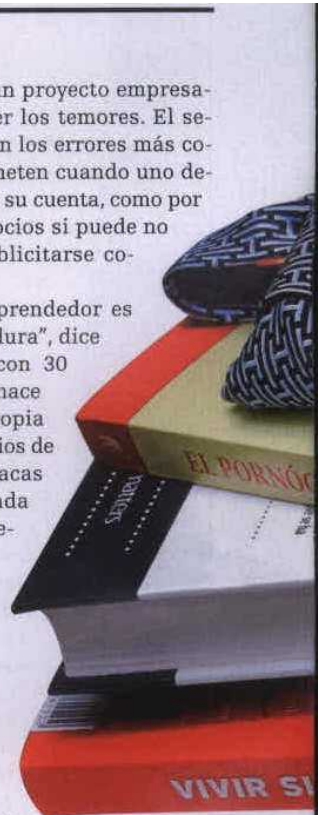 in proyecto empresa-
er los temores. El se-
n los errores más co-
meten cuando uno de-
su cuenta, como por
ocios si puede no
blicitarse co-
prendedor es
dura”, dice
con 30
hace
opia
ios de
acas
ada
e-
EL PORNÓG
matters
VIVIR SI